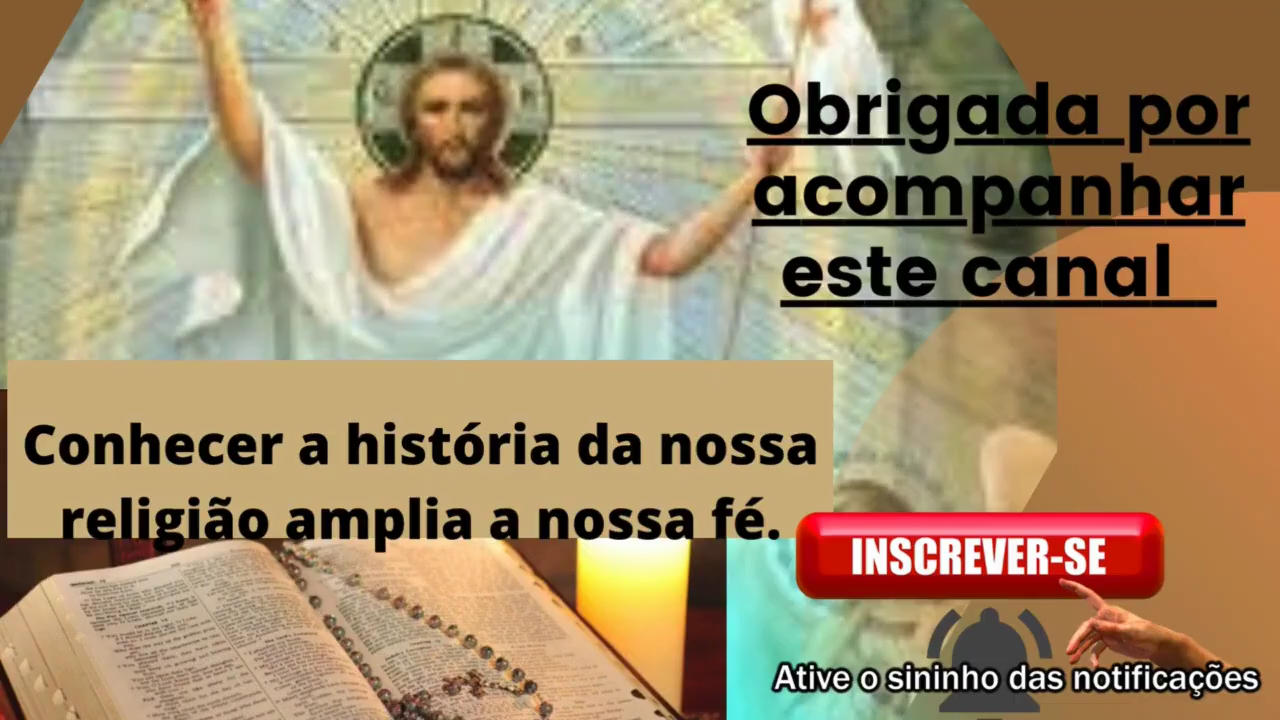 Obrigada por
acompanhar
este canal
Conhecer a história da nossa
religião amplia a nossa fé.
INSCREVER-SE
Ative o sininho das notificações